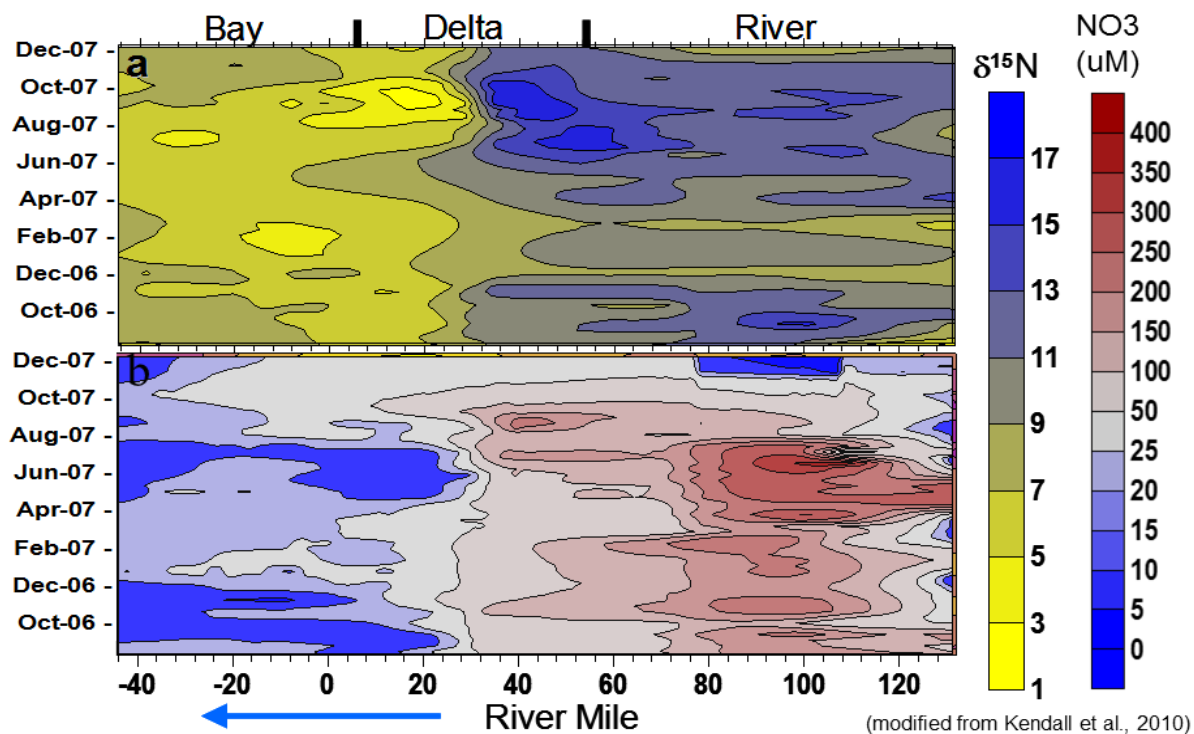 Bay Delta River
a
Dec-07
Oct-07
Aug-07
Jun-07
Apr-07
Feb-07
Dec-06
Oct-06
b
Dec-07
Oct-07
Aug-07
Jun-07
Apr-07
Feb-07
Dec-06
Oct-06
-40 -20 0 20 40 60 80 100 120
River Mile
δ¹⁵N
17
15
13
11
9
7
5
3
1
NO3
(uM)
400
350
300
250
200
150
100
50
25
20
15
10
5
0
(modified from Kendall et al., 2010)